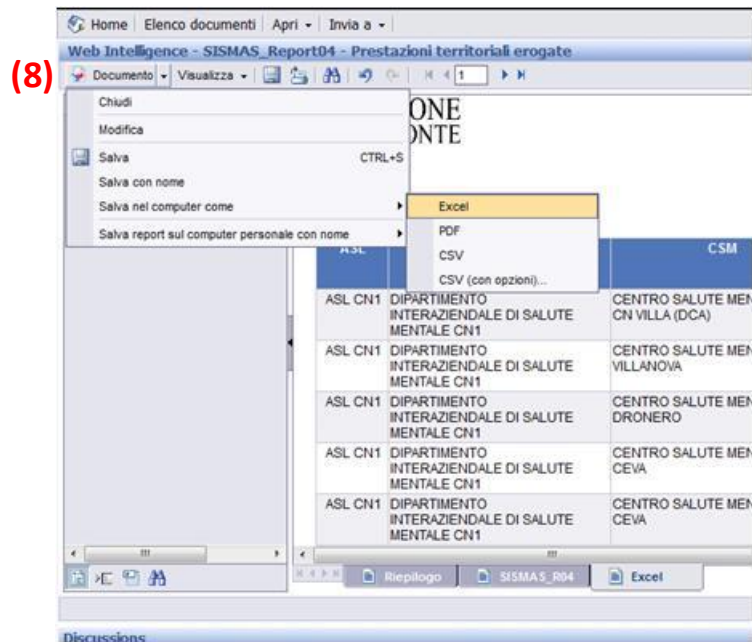 Home Elenco documenti Apri Invia a
Web Intelligence - SISMAS_Report04 - Prestazioni territoriali erogate
(8)
Documento Visualizza 1
Chiudi
Modifica
Salva CTRL+S
Salva con nome
Salva nel computer come
Salva report sul computer personale con nome
Excel
PDF
CSV
CSV (con opzioni)...
ONE
ONTE
ASL CSM
ASL CN1 DIPARTIMENTO CENTRO SALUTE MEN
INTERAZIENDALE DI SALUTE CN VILLA (DCA)
MENTALE CN1
ASL CN1 DIPARTIMENTO CENTRO SALUTE MEN
INTERAZIENDALE DI SALUTE VILLANOVA
MENTALE CN1
ASL CN1 DIPARTIMENTO CENTRO SALUTE MEN
INTERAZIENDALE DI SALUTE DRONERO
MENTALE CN1
ASL CN1 DIPARTIMENTO CENTRO SALUTE MEN
INTERAZIENDALE DI SALUTE CEVA
MENTALE CN1
ASL CN1 DIPARTIMENTO CENTRO SALUTE MEN
INTERAZIENDALE DI SALUTE CEVA
MENTALE CN1
Riepilogo SISMAS_R04 Excel
Discussions